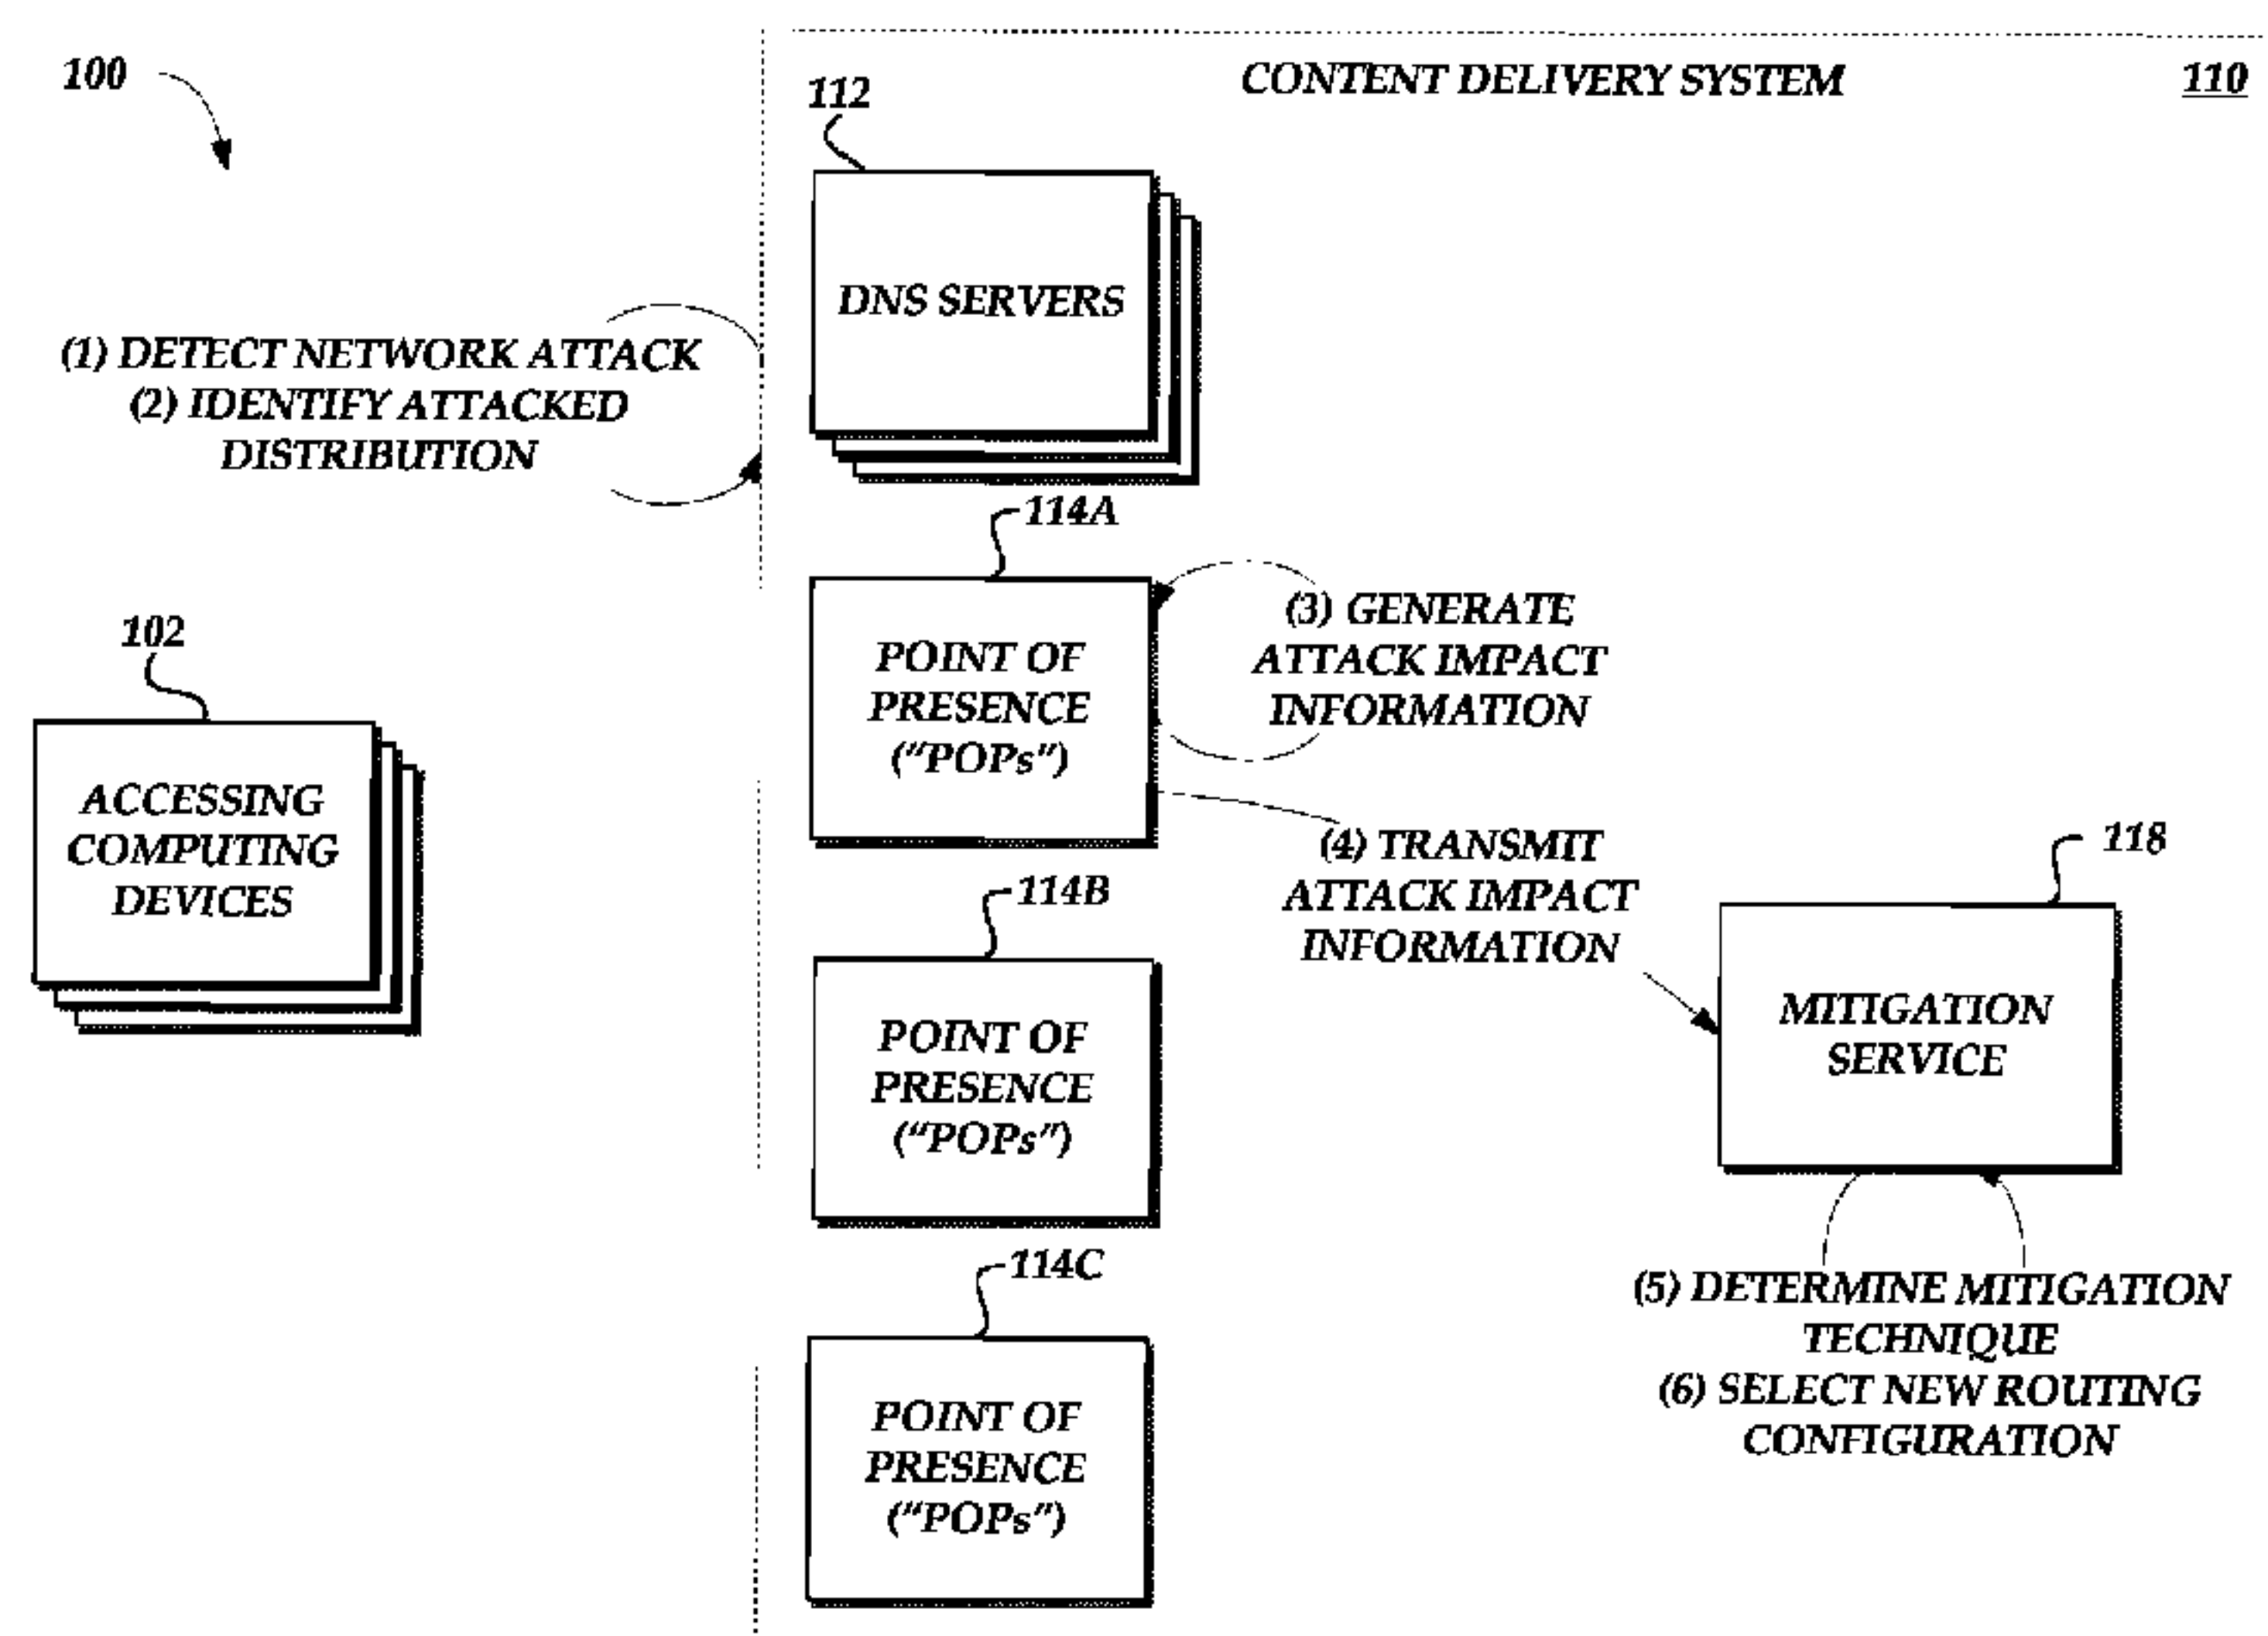 100
CONTENT DELIVERY SYSTEM
110
112
DNS SERVERS
(1) DETECT NETWORK ATTACK
(2) IDENTIFY ATTACKED
DISTRIBUTION
114A
POINT OF
PRESENCE
("POPs")
(3) GENERATE
ATTACK IMPACT
INFORMATION
102
ACCESSING
COMPUTING
DEVICES
(4) TRANSMIT
ATTACK IMPACT
INFORMATION
114B
POINT OF
PRESENCE
("POPs")
118
MITIGATION
SERVICE
114C
POINT OF
PRESENCE
("POPs")
(5) DETERMINE MITIGATION
TECHNIQUE
(6) SELECT NEW ROUTING
CONFIGURATION